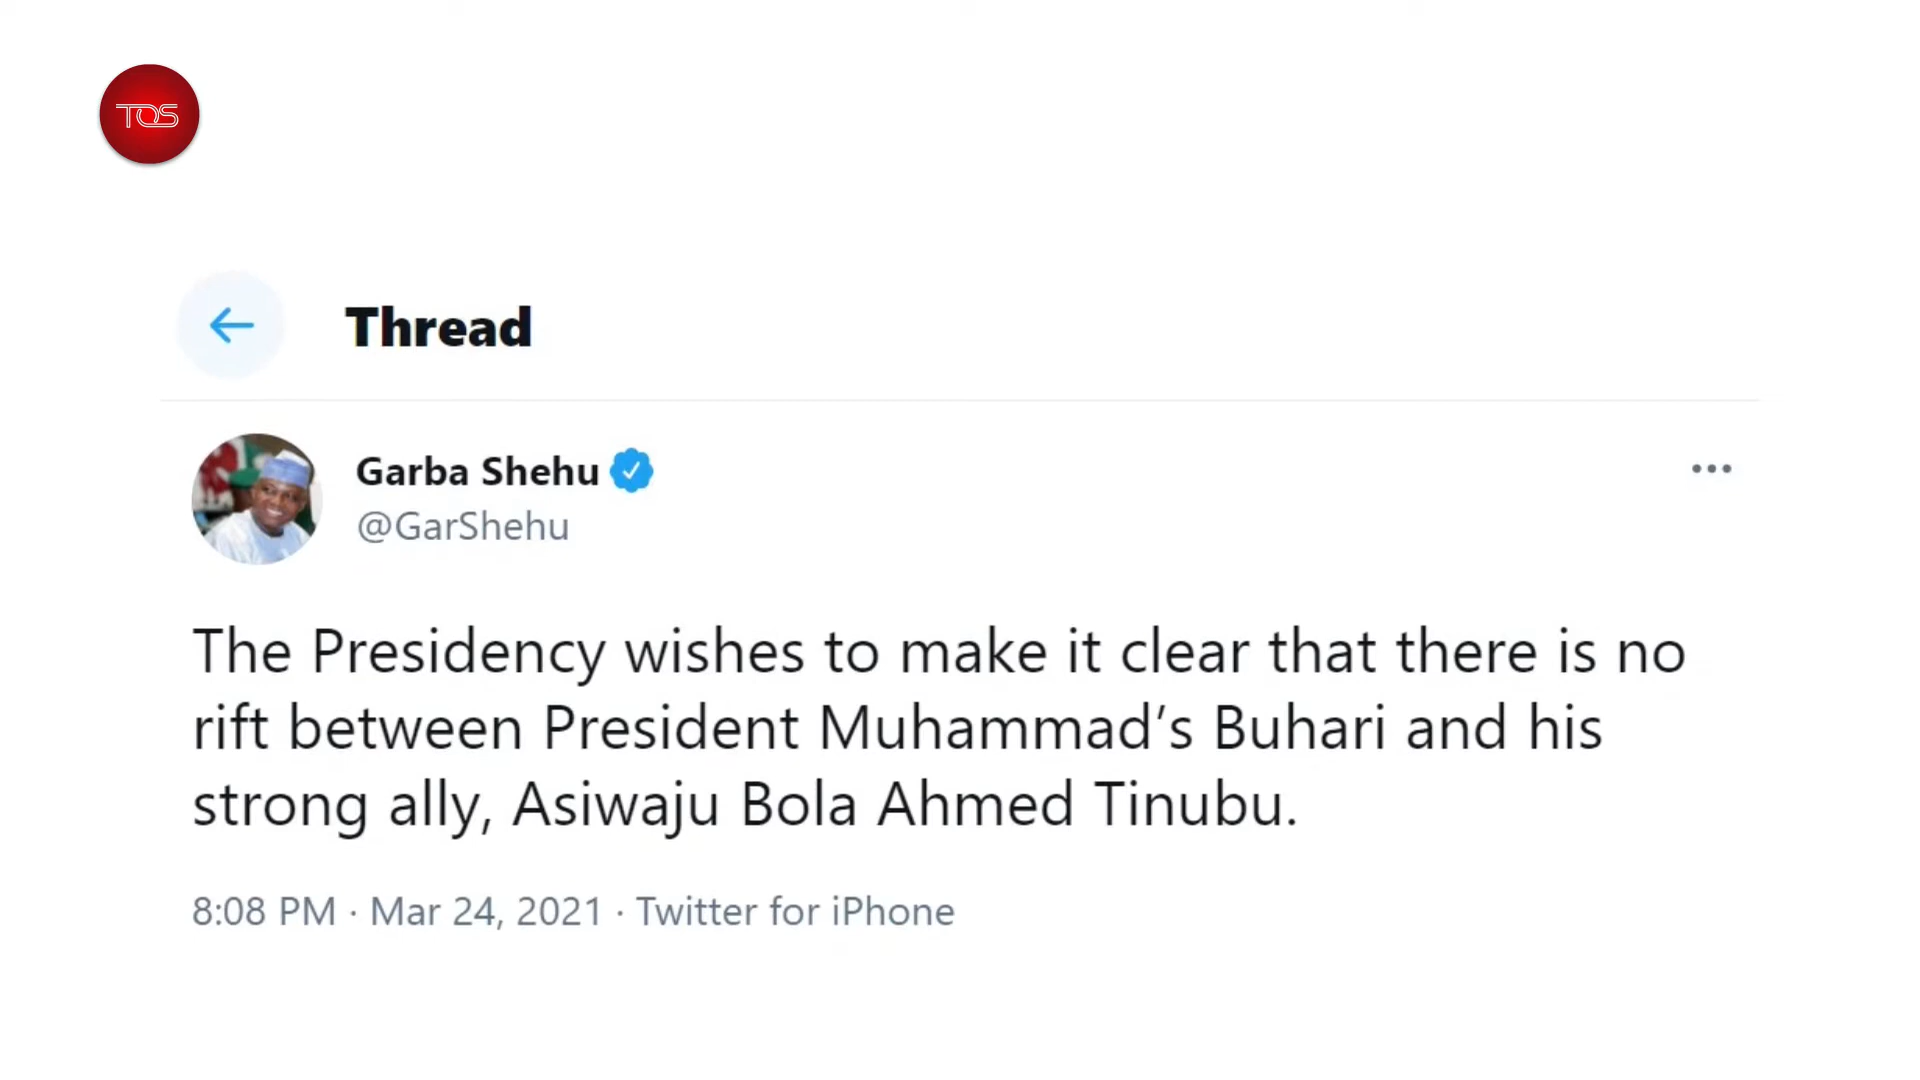 TOS
Thread
Garba Shehu
@GarShehu
The Presidency wishes to make it clear that there is no
rift between President Muhammad’s Buhari and his
strong ally, Asiwaju Bola Ahmed Tinubu.
8:08 PM · Mar 24, 2021 · Twitter for iPhone